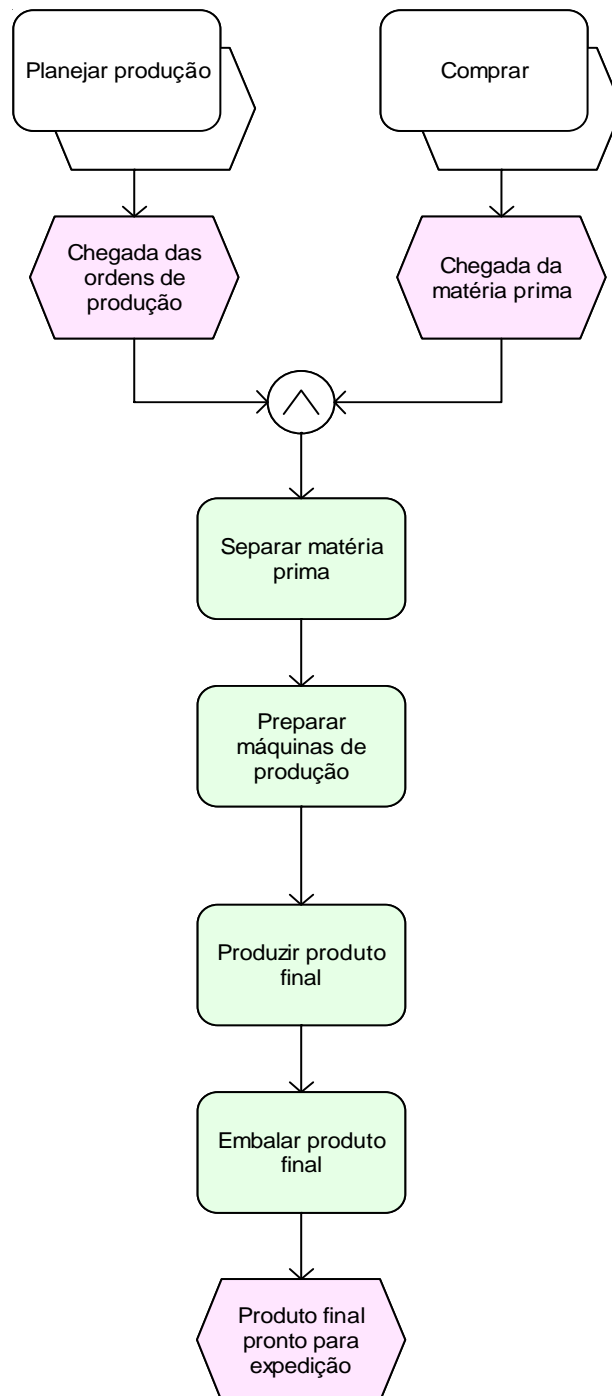 Planejar produção
Comprar
Chegada das
ordens de
produção
Chegada da
matéria prima
Separar matéria
prima
Preparar
máquinas de
produção
Produzir produto
final
Embalar produto
final
Produto final
pronto para
expedição